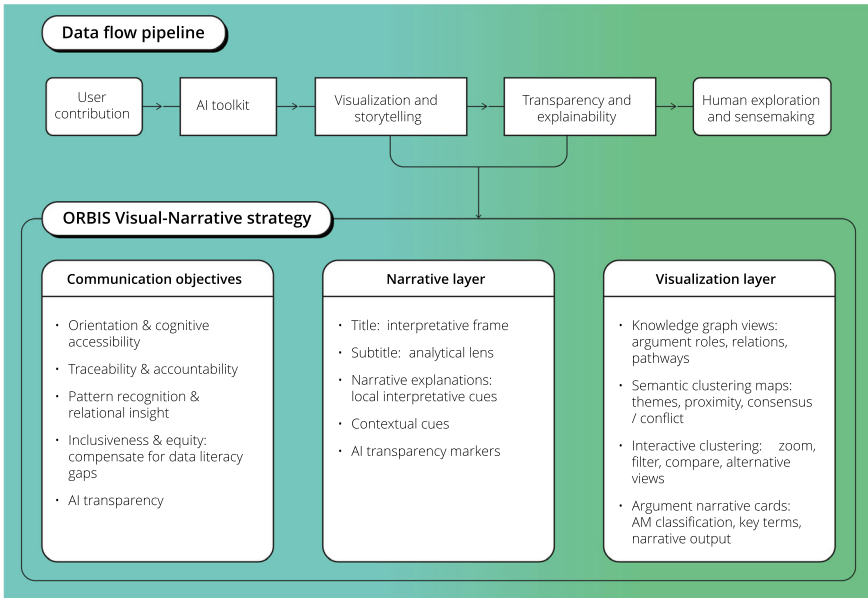 Data flow pipeline
User
contribution
AI toolkit
Visualization and
storytelling
Transparency and
explainability
Human exploration
and sensemaking
ORBIS Visual-Narrative strategy
Communication objectives
• Orientation & cognitive
accessibility
• Traceability & accountability
• Pattern recognition &
relational insight
• Inclusiveness & equity:
compensate for data literacy
gaps
• AI transparency
Narrative layer
• Title: interpretative frame
• Subtitle: analytical lens
• Narrative explanations:
local interpretative cues
• Contextual cues
• AI transparency markers
Visualization layer
• Knowledge graph views:
argument roles, relations,
pathways
• Semantic clustering maps:
themes, proximity, consensus
/ conflict
• Interactive clustering: zoom,
filter, compare, alternative
views
• Argument narrative cards:
AM classification, key terms,
narrative output